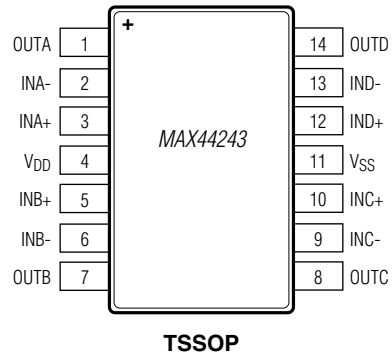 +
OUTA 1 14 OUTD
INA- 2 13 IND-
INA+ 3 12 IND+
MAX44243
VDD 4 11 VSS
INB+ 5 10 INC+
INB- 6 9 INC-
OUTB 7 8 OUTC
TSSOP